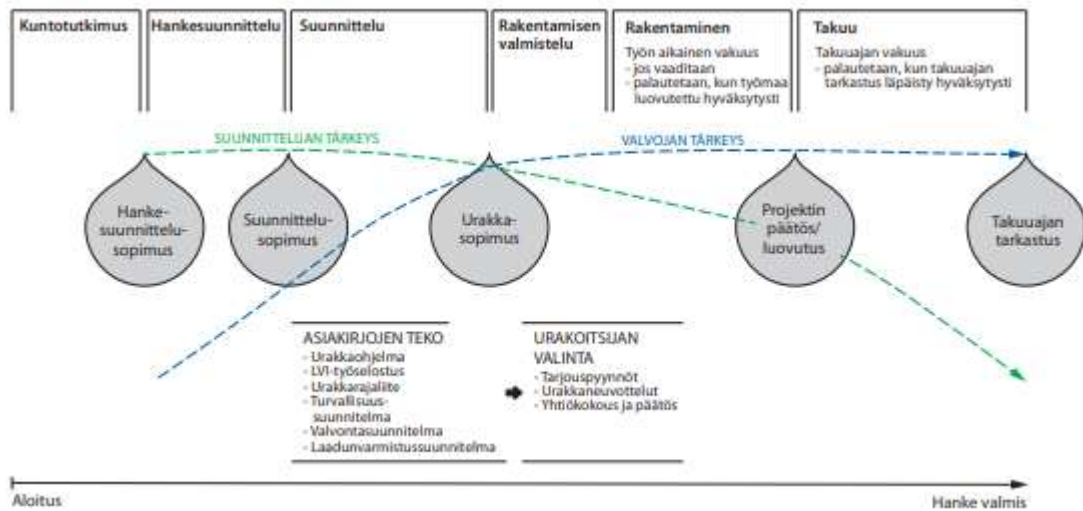 Kuntotutkimus
Hankesuunnittelu
Suunnittelu
Rakentamisen
valmistelu
Rakentaminen
Työn aikainen vakuus
- jos vaaditaan
- palautetaan, kun työmaa
luovutettu hyväksytysti
Takuu
Takuuajan vakuus
- palautetaan, kun takuuajan
tarkastus läpäisty hyväksytysti
SUUNNITTELIJAN TÄRKEYS
VALVOJAN TÄRKEYS
Hanke-
suunnittelu-
sopimus
Suunnittelu-
sopimus
Urakka-
sopimus
Projektin
päätös/
luovutus
Takuuajan
tarkastus
ASIAKIRJOJEN TEKO
- Urakkaohjelma
- LVI-työselostus
- Urakkarajaliite
- Turvallisuus-
suunnitelma
- Valvontasuunnitelma
- Laadunvarmistussuunnitelma
URAKOITSIJAN
VALINTA
- Tarjouspyynnöt
- Urakkaneuvottelut
- Yhtiökokous ja päätös
Aloitus
Hanke valmis